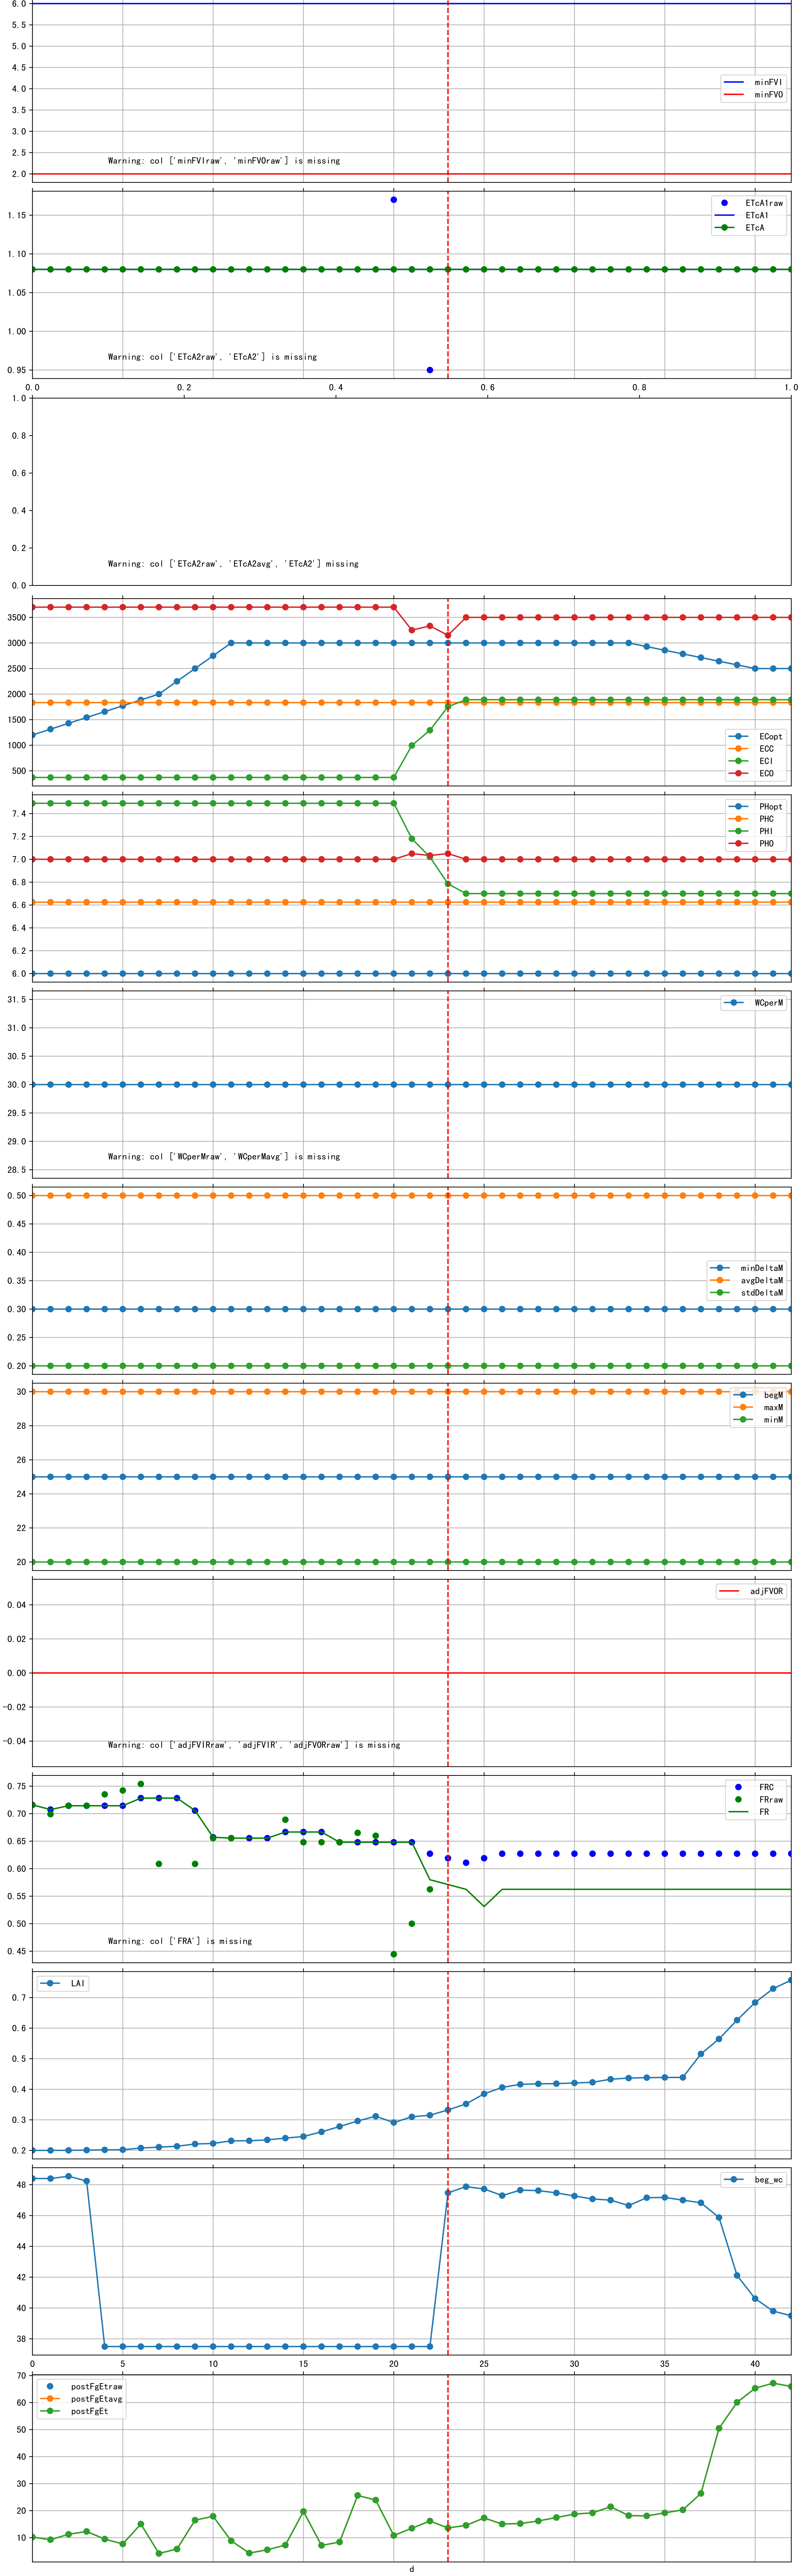 6.0
5.5
5.0
4.5
4.0
3.5
3.0
2.5
2.0
minFVI
minFVO
Warning: col ['minFVIraw', 'minFVOraw'] is missing
1.15
1.10
1.05
1.00
0.95
ETcA1raw
ETcA1
ETcA
Warning: col ['ETcA2raw', 'ETcA2'] is missing
0.0 0.2 0.4 0.6 0.8 1.0
1.0
0.8
0.6
0.4
0.2
0.0
Warning: col ['ETcA2raw', 'ETcA2avg', 'ETcA2'] missing
3500
3000
2500
2000
1500
1000
500
ECopt
ECC
ECI
ECO
7.4
7.2
7.0
6.8
6.6
6.4
6.2
6.0
PHopt
PHC
PHI
PHO
31.5
31.0
30.5
30.0
29.5
29.0
28.5
WCperM
Warning: col ['WCperMraw', 'WCperMavg'] is missing
0.50
0.45
0.40
0.35
0.30
0.25
0.20
minDeltaM
avgDeltaM
stdDeltaM
30
28
26
24
22
20
begM
maxM
minM
0.04
0.02
0.00
−0.02
−0.04
adjFVOR
Warning: col ['adjFVIRraw', 'adjFVIR', 'adjFVORraw'] is missing
0.75
0.70
0.65
0.60
0.55
0.50
0.45
FRC
FRraw
FR
Warning: col ['FRA'] is missing
0.7
0.6
0.5
0.4
0.3
0.2
LAI
48
46
44
42
40
38
beg_wc
0 5 10 15 20 25 30 35 40
70
60
50
40
30
20
10
postFgEtraw
postFgEtavg
postFgEt
d